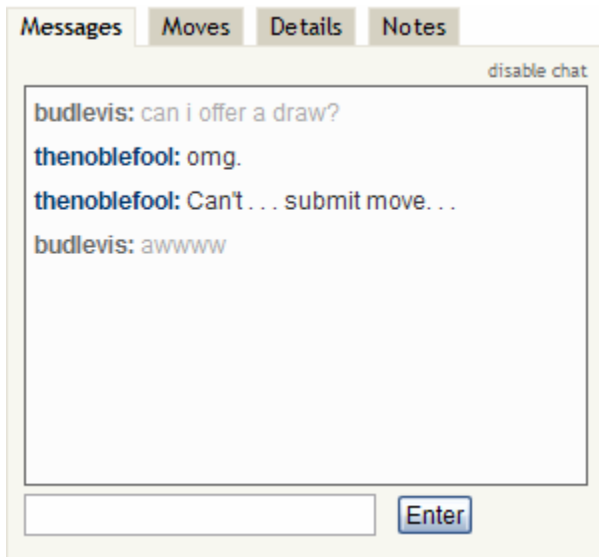 Messages Moves Details Notes
disable chat
budlevis: can i offer a draw?
thenoblefool: omg.
thenoblefool: Can't . . . submit move. . .
budlevis: awwww
Enter